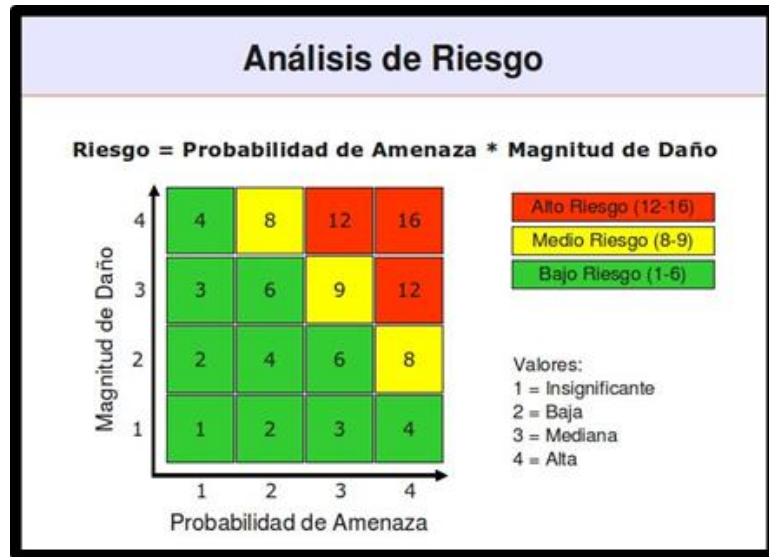 Análisis de Riesgo
Riesgo = Probabilidad de Amenaza * Magnitud de Daño
Magnitud de Daño
4 4 8 12 16
3 3 6 9 12
2 2 4 6 8
1 1 2 3 4
1 2 3 4
Probabilidad de Amenaza
Alto Riesgo (12-16)
Medio Riesgo (8-9)
Bajo Riesgo (1-6)
Valores:
1 = Insignificante
2 = Baja
3 = Mediana
4 = Alta